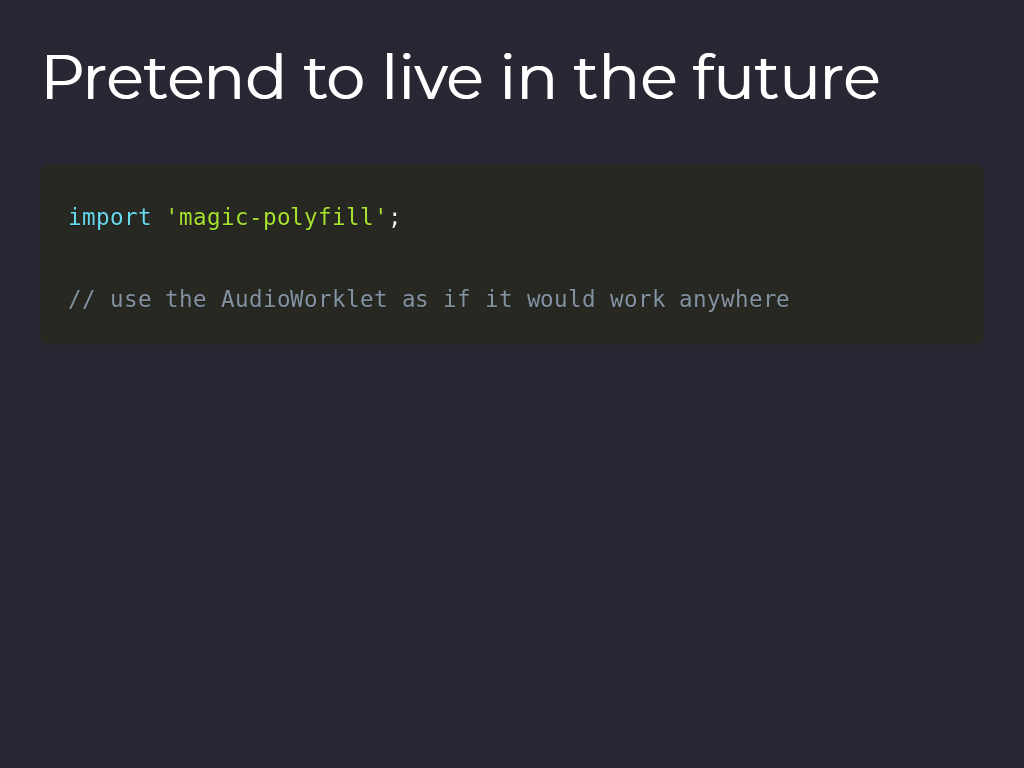 Pretend to live in the future
import 'magic-polyfill';
// use the AudioWorklet as if it would work anywhere